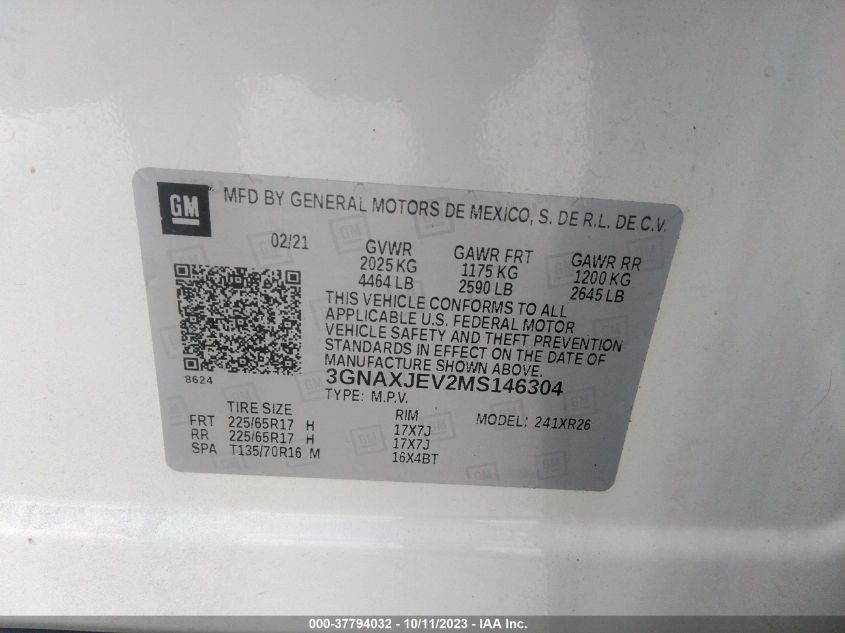 GM MFD BY GENERAL MOTORS DE MEXICO, S. DE R.L. DE C.V.
02/21 GVWR GAWR FRT GAWR RR
2025 KG 1175 KG 1200 KG
4464 LB 2590 LB 2645 LB
THIS VEHICLE CONFORMS TO ALL
APPLICABLE U.S. FEDERAL MOTOR
VEHICLE SAFETY AND THEFT PREVENTION
STANDARDS IN EFFECT ON THE DATE OF
MANUFACTURE SHOWN ABOVE.
8624
3GNAXJEV2MS146304
TYPE: M.P.V.
TIRE SIZE RIM MODEL: 241XR26
FRT 225/65R17 H 17X7J
RR 225/65R17 H 17X7J
SPA T135/70R16 M 16X4BT
000-37794032 - 10/11/2023 - IAA Inc.